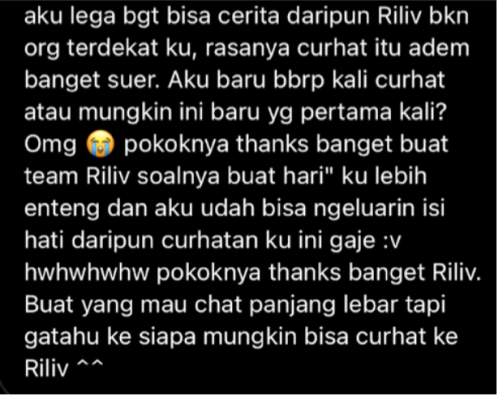 aku lega bgt bisa cerita daripun Riliv bkn
org terdekat ku, rasanya curhat itu adem
banget suer. Aku baru bbrp kali curhat
atau mungkin ini baru yg pertama kali?
Omg 😭 pokoknya thanks banget buat
team Riliv soalnya buat hari" ku lebih
enteng dan aku udah bisa ngeluarin isi
hati daripun curhatan ku ini gaje :v
hwhwhwhw pokoknya thanks banget Riliv.
Buat yang mau chat panjang lebar tapi
gatahu ke siapa mungkin bisa curhat ke
Riliv ^^